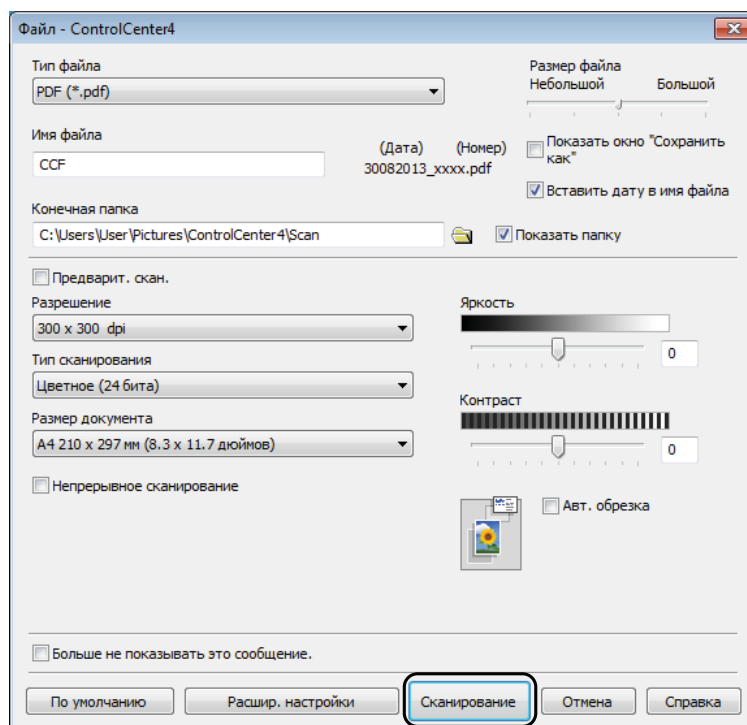 Файл - ControlCenter4
Тип файла
PDF (*.pdf)
Размер файла
Небольшой Большой
Имя файла
CCF
(Дата) (Номер)
30082013_xxxx.pdf
Показать окно "Сохранить
как"
Вставить дату в имя файла
Конечная папка
C:\Users\User\Pictures\ControlCenter4\Scan
Показать папку
Предварит. скан.
Разрешение
300 x 300 dpi
Тип сканирования
Цветное (24 бита)
Размер документа
A4 210 x 297 мм (8.3 x 11.7 дюймов)
Непрерывное сканирование
Яркость
0
Контраст
0
Авт. обрезка
Больше не показывать это сообщение.
По умолчанию Расшир. настройки Сканирование Отмена Справка